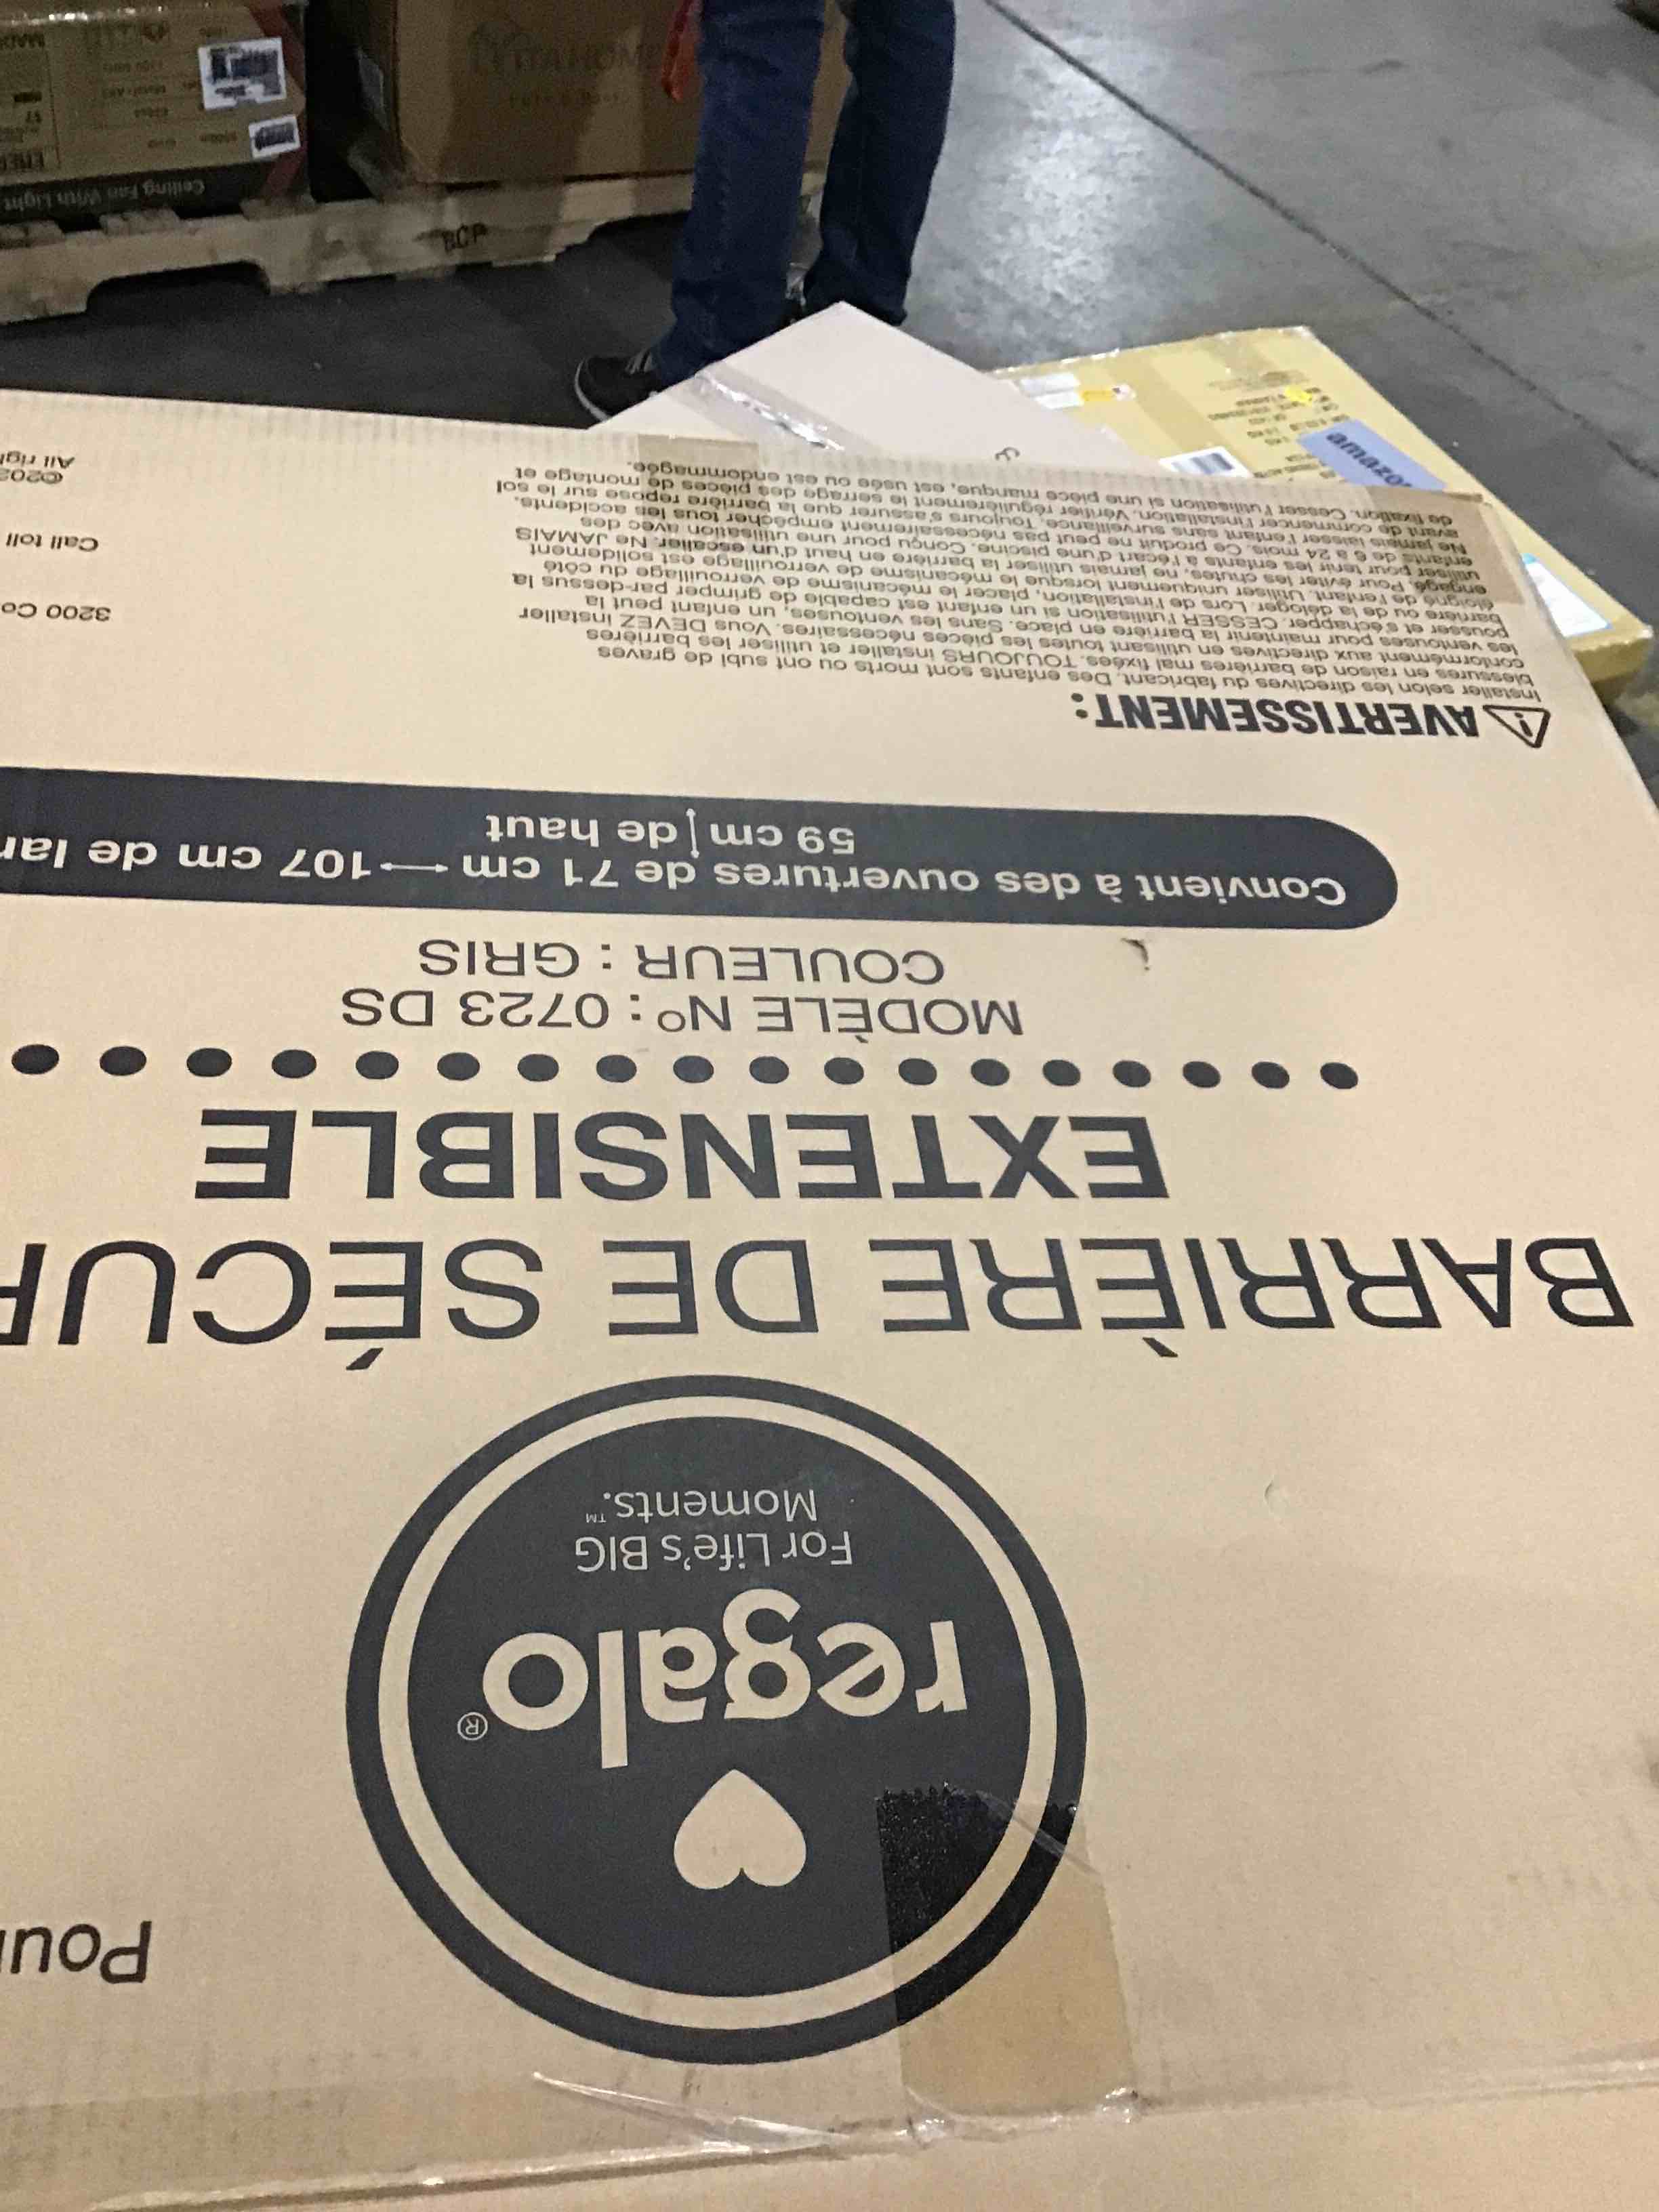 Pour
regalo®
For Life's BIG
Moments.™
BARRIÈRE DE SÉCUR
EXTENSIBLE
MODÈLE Nº : 0723 DS
COULEUR : GRIS
Convient à des ouvertures de 71 cm ⟷ 107 cm de lar
59 cm ↕ de haut
⚠ AVERTISSEMENT :
Installer selon les directives du fabricant. Des enfants sont morts ou ont subi de graves
blessures en raison de barrières mal fixées. TOUJOURS installer et utiliser les barrières
conformément aux directives en utilisant toutes les pièces nécessaires. Vous DEVEZ installer
les ventouses pour maintenir la barrière en place. Sans les ventouses, un enfant peut la
pousser et s'échapper. CESSER l'utilisation si un enfant est capable de grimper par-dessus la
barrière ou de la déloger. Lors de l'installation, placer le mécanisme de verrouillage du côté
éloigné de l'enfant. Utiliser uniquement lorsque le mécanisme de verrouillage est solidement
engagé. Pour éviter les chutes, ne jamais utiliser la barrière en haut d'un escalier. Ne JAMAIS
utiliser pour tenir les enfants à l'écart d'une piscine. Conçu pour une utilisation avec des
enfants de 6 à 24 mois. Ce produit ne peut pas nécessairement empêcher tous les accidents.
Ne jamais laisser l'enfant sans surveillance. Toujours s'assurer que la barrière repose sur le sol
avant de commencer l'installation. Vérifier régulièrement le serrage des pièces de montage et
de fixation. Cesser l'utilisation si une pièce manque, est usée ou est endommagée.
3200 Co
Call toll
©202
All righ
amazo
BCP
Ceiling Fan With Light